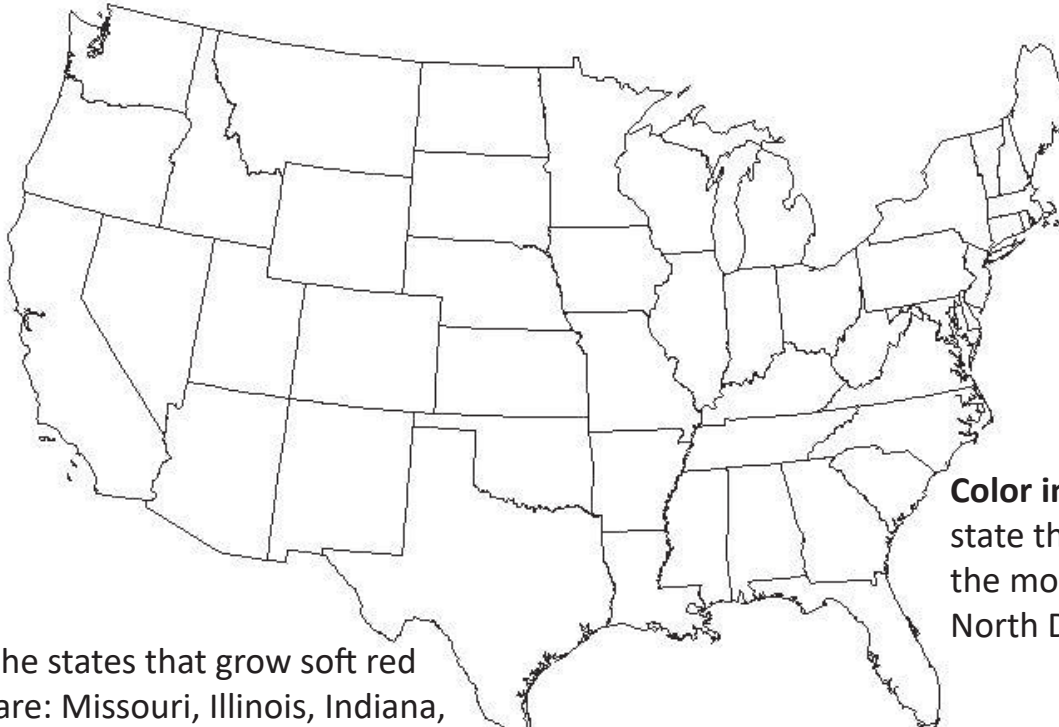 Color in
state th
the mo
North D
he states that grow soft red
are: Missouri, Illinois, Indiana,